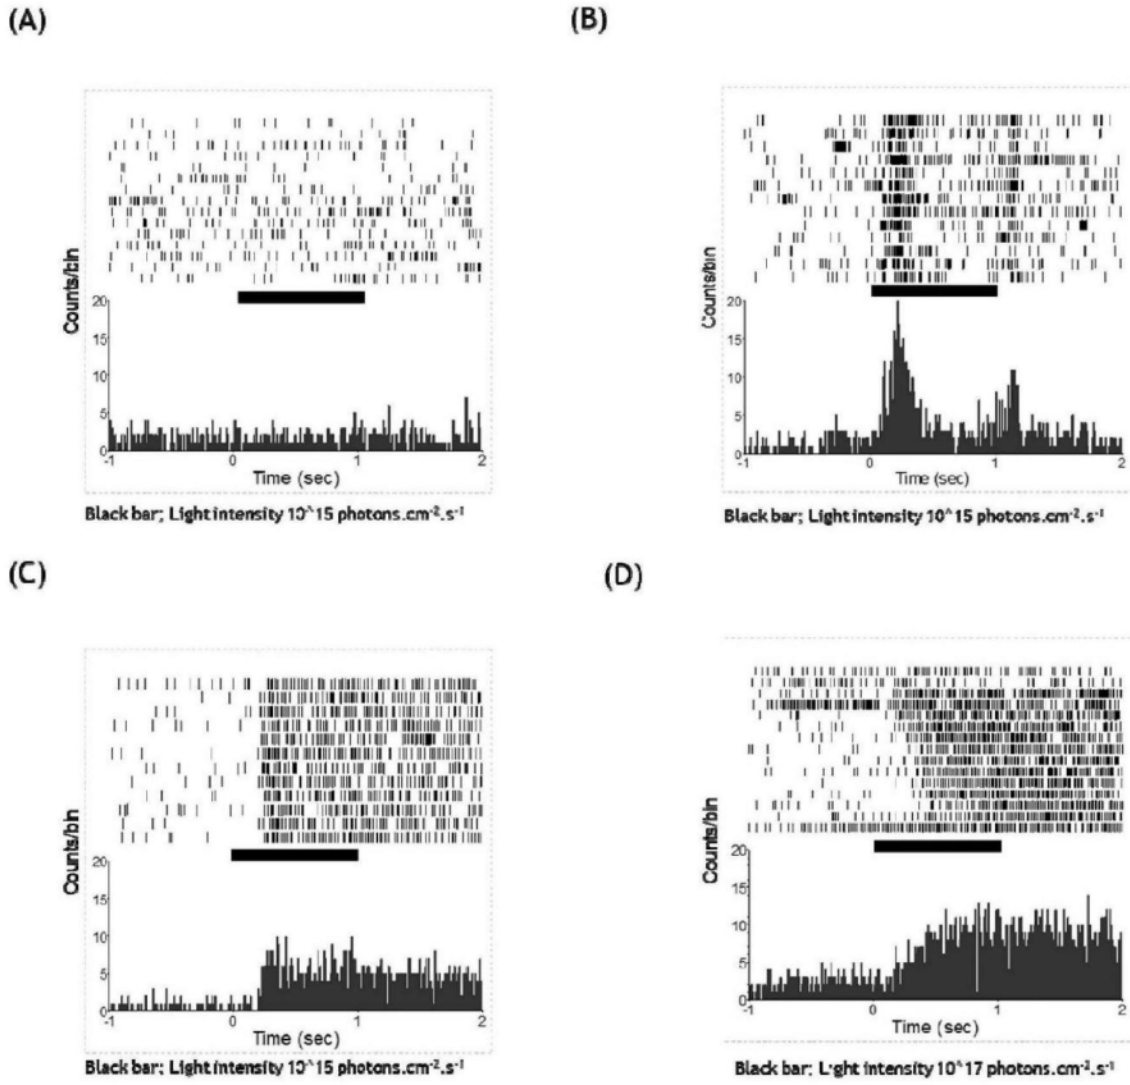 (A)
(B)
Counts/bin
20
15
10
5
0
-1
0
1
2
Time (sec)
Black bar; Light intensity 10^15 photons.cm-2.s-1
Counts/bin
20
15
10
5
0
-1
0
1
2
Time (sec)
Black bar; Light intensity 10^15 photons.cm-2.s-1
(C)
(D)
Counts/bin
20
15
10
5
0
-1
0
1
2
Time (sec)
Black bar; Light intensity 10^15 photons.cm-2.s-1
Counts/bin
20
15
10
5
0
-1
0
1
2
Time (sec)
Black bar; Light intensity 10^17 photons.cm-2.s-1